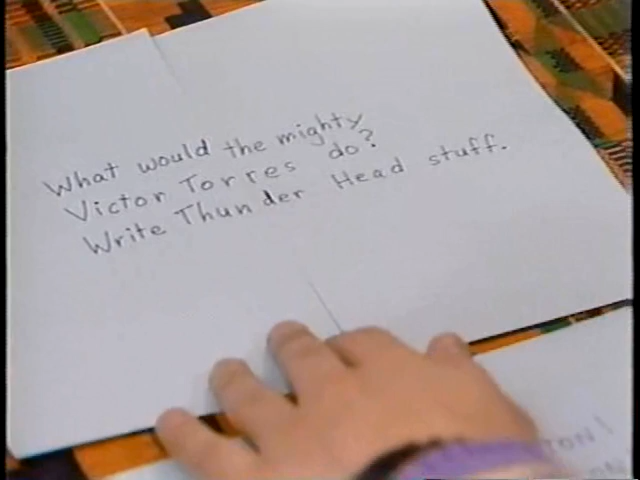 What would the mighty
Victor Torres do?
Write Thunder Head stuff.